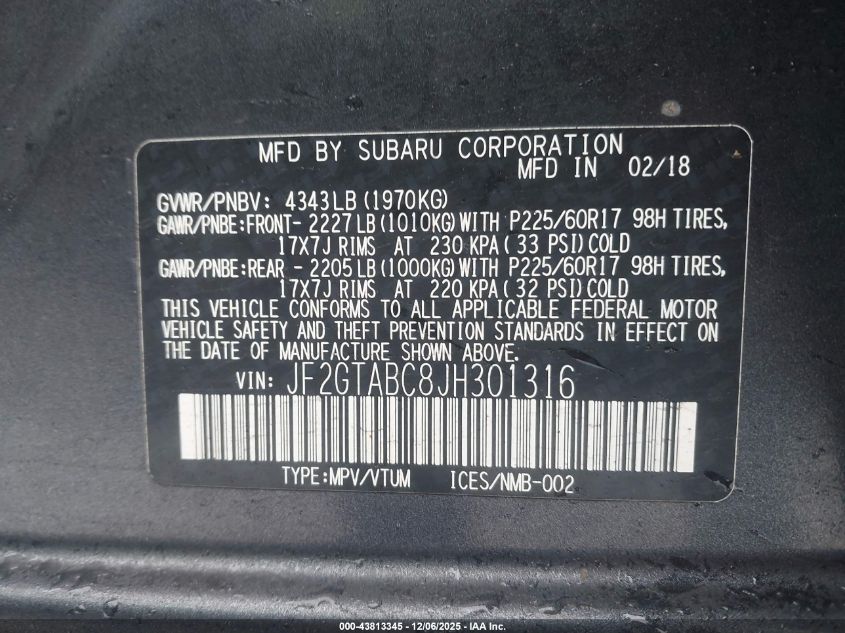 MFD BY SUBARU CORPORATION
MFD IN 02/18
GVWR/PNBV: 4343LB (1970KG)
GAWR/PNBE:FRONT- 2227LB (1010KG) WITH P225/60R17 98H TIRES,
17X7J RIMS AT 230 KPA ( 33 PSI) COLD
GAWR/PNBE:REAR - 2205LB (1000KG) WITH P225/60R17 98H TIRES,
17X7J RIMS AT 220 KPA ( 32 PSI) COLD
THIS VEHICLE CONFORMS TO ALL APPLICABLE FEDERAL MOTOR
VEHICLE SAFETY AND THEFT PREVENTION STANDARDS IN EFFECT ON
THE DATE OF MANUFACTURE SHOWN ABOVE.
VIN: JF2GTABC8JH301316
TYPE:MPV/VTUM ICES/NMB-002
000-43813345 - 12/06/2025 - IAA Inc.